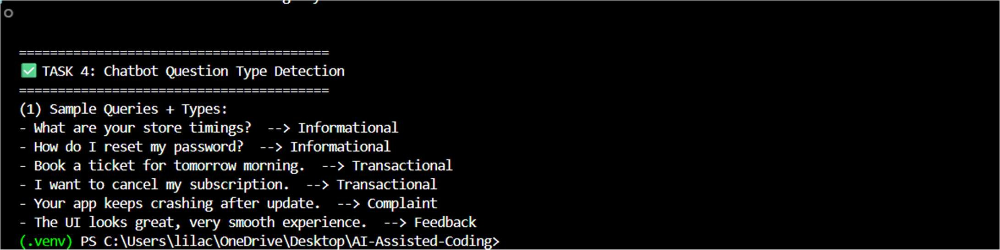 ========================================
✅ TASK 4: Chatbot Question Type Detection
========================================
(1) Sample Queries + Types:
- What are your store timings?  --> Informational
- How do I reset my password?  --> Informational
- Book a ticket for tomorrow morning.  --> Transactional
- I want to cancel my subscription.  --> Transactional
- Your app keeps crashing after update.  --> Complaint
- The UI looks great, very smooth experience.  --> Feedback
(.venv) PS C:\Users\lilac\OneDrive\Desktop\AI-Assisted-Coding>